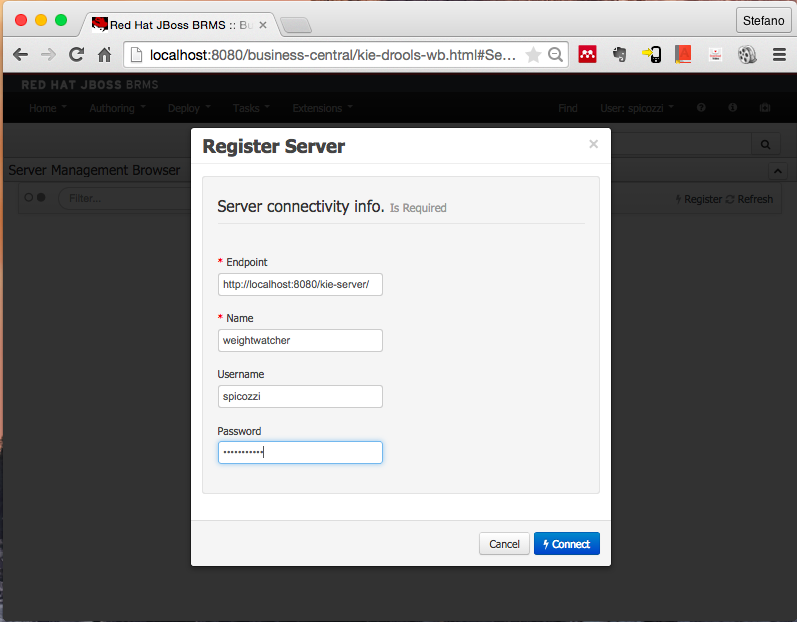 Red Hat JBoss BRMS :: Bu
Stefano
localhost:8080/business-central/kie-drools-wb.html#Se...
RED HAT JBOSS BRMS
Home Authoring Deploy Tasks Extensions Find User: spicozzi
Register Server
Server Management Browser
Filter...
Register Refresh
Server connectivity info. Is Required
* Endpoint
http://localhost:8080/kie-server/
* Name
weightwatcher
Username
spicozzi
Password
•••••••••••
Cancel Connect